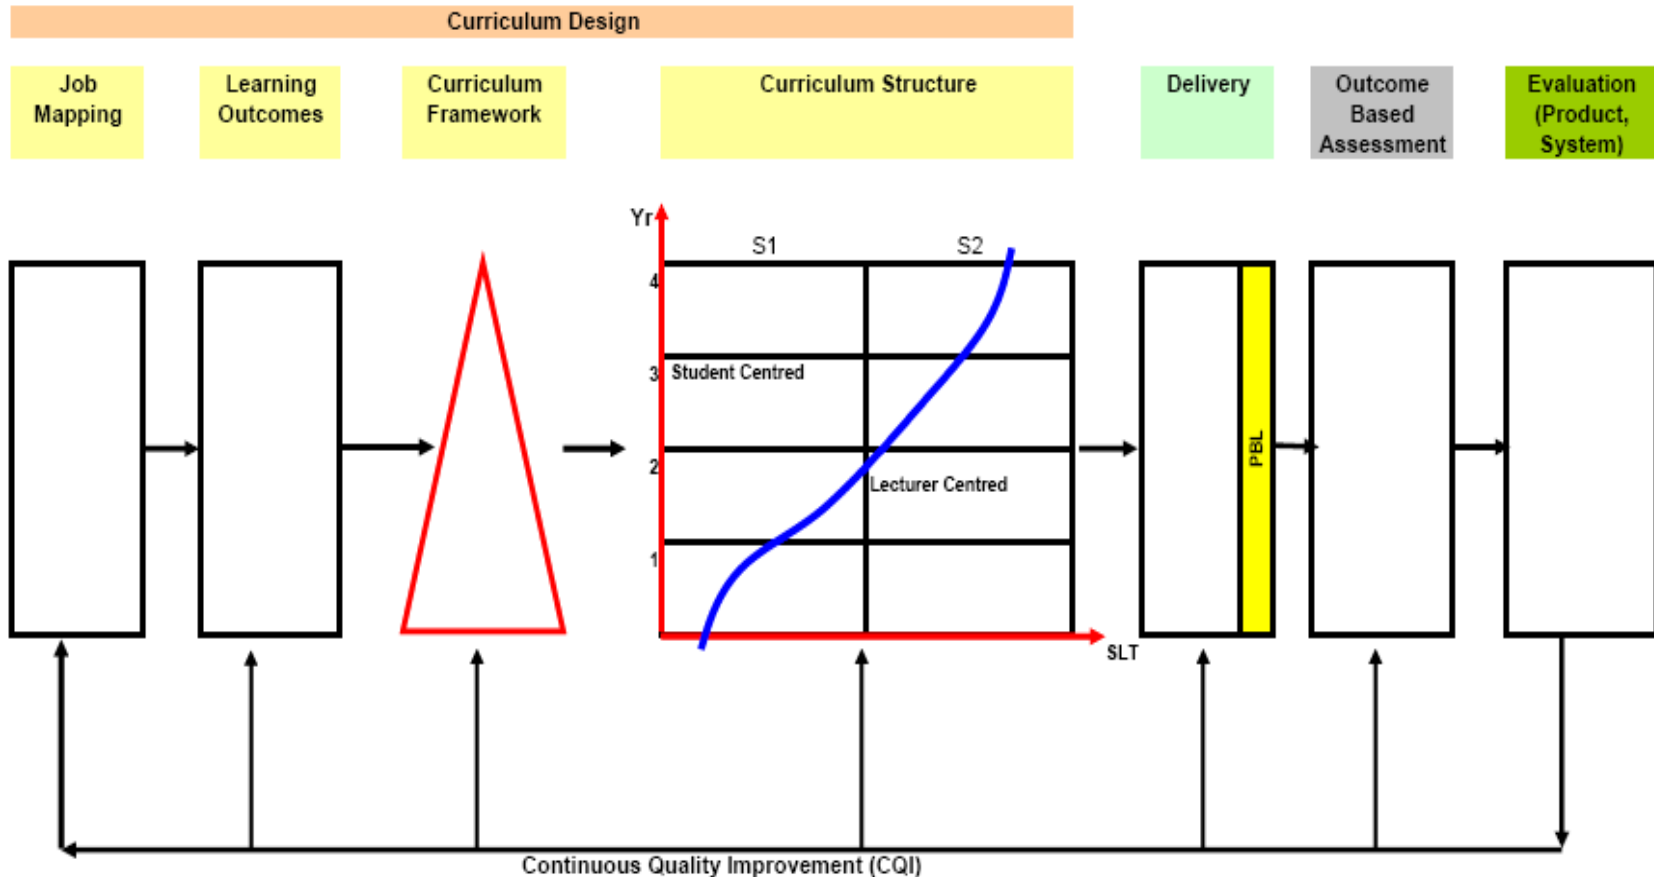 Curriculum Design
Job
Mapping
Learning
Outcomes
Curriculum
Framework
Curriculum Structure
Delivery
Outcome
Based
Assessment
Evaluation
(Product,
System)
Yr
S1
S2
4
3
Student Centred
2
Lecturer Centred
1
SLT
PBL
Continuous Quality Improvement (CQI)